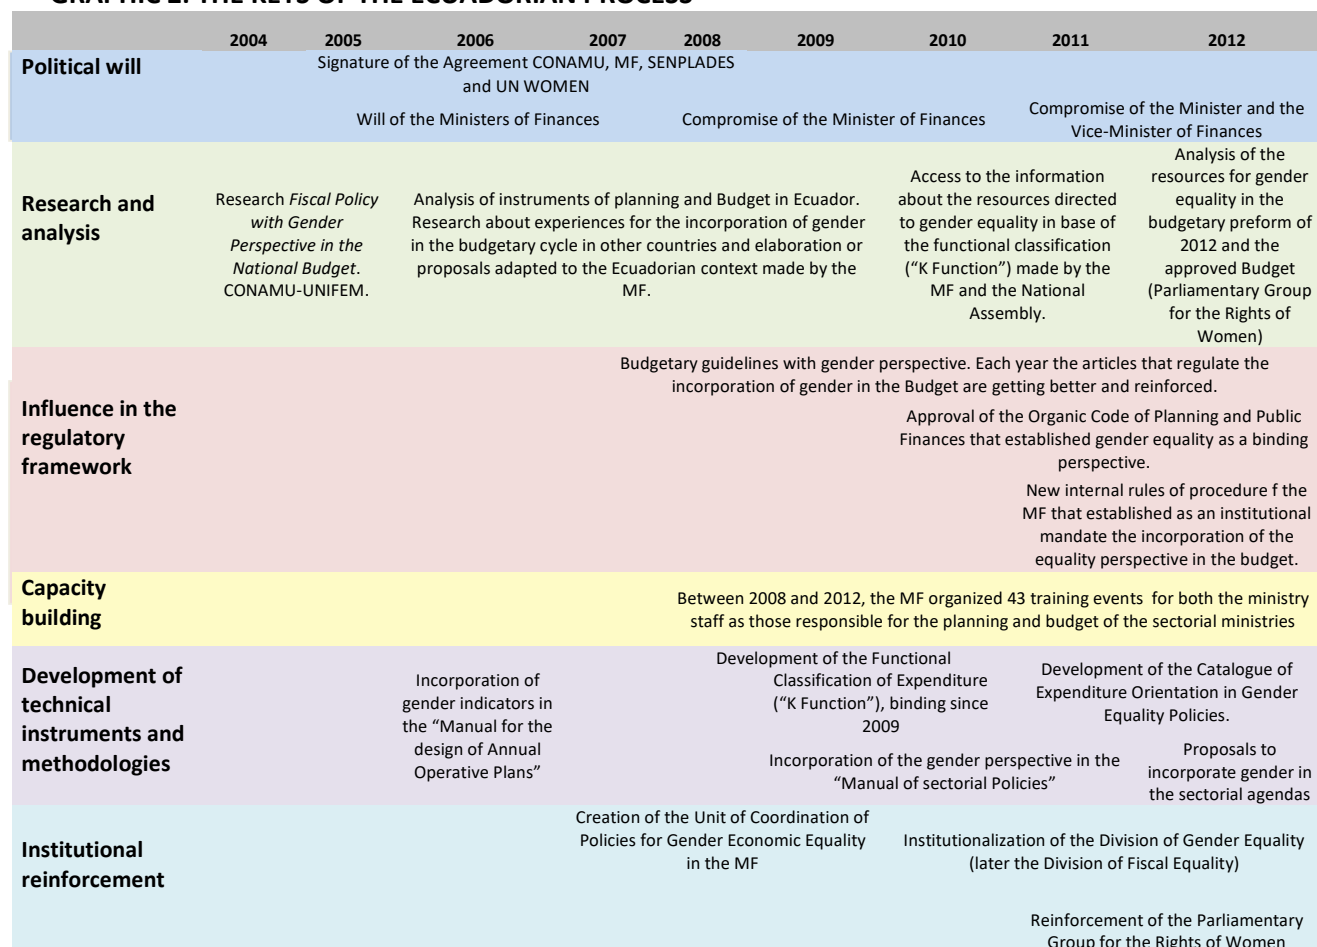 GRAPHIC 2: THE KEYS OF THE ECUADORIAN PROCESS
2004 2005 2006 2007 2008 2009 2010 2011 2012
Political will
Signature of the Agreement CONAMU, MF, SENPLADES
and UN WOMEN
Will of the Ministers of Finances
Compromise of the Minister of Finances
Compromise of the Minister and the
Vice-Minister of Finances
Research and
analysis
Research Fiscal Policy
with Gender
Perspective in the
National Budget.
CONAMU-UNIFEM.
Analysis of instruments of planning and Budget in Ecuador.
Research about experiences for the incorporation of gender
in the budgetary cycle in other countries and elaboration or
proposals adapted to the Ecuadorian context made by the
MF.
Access to the information
about the resources directed
to gender equality in base of
the functional classification
(“K Function”) made by the
MF and the National
Assembly.
Analysis of the
resources for gender
equality in the
budgetary preform of
2012 and the
approved Budget
(Parliamentary Group
for the Rights of
Women)
Influence in the
regulatory
framework
Budgetary guidelines with gender perspective. Each year the articles that regulate the
incorporation of gender in the Budget are getting better and reinforced.
Approval of the Organic Code of Planning and Public
Finances that established gender equality as a binding
perspective.
New internal rules of procedure f the
MF that established as an institutional
mandate the incorporation of the
equality perspective in the budget.
Capacity
building
Between 2008 and 2012, the MF organized 43 training events for both the ministry
staff as those responsible for the planning and budget of the sectorial ministries
Development of
technical
instruments and
methodologies
Incorporation of
gender indicators in
the “Manual for the
design of Annual
Operative Plans”
Development of the Functional
Classification of Expenditure
(“K Function”), binding since
2009
Development of the Catalogue of
Expenditure Orientation in Gender
Equality Policies.
Incorporation of the gender perspective in the
“Manual of sectorial Policies”
Proposals to
incorporate gender in
the sectorial agendas
Institutional
reinforcement
Creation of the Unit of Coordination of
Policies for Gender Economic Equality
in the MF
Institutionalization of the Division of Gender Equality
(later the Division of Fiscal Equality)
Reinforcement of the Parliamentary
Group for the Rights of Women